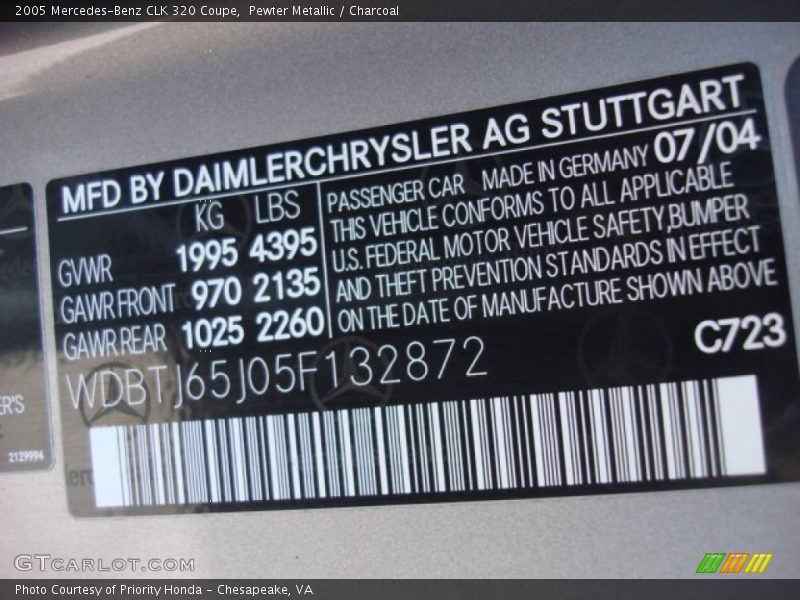 2005 Mercedes-Benz CLK 320 Coupe, Pewter Metallic / Charcoal
MFD BY DAIMLERCHRYSLER AG STUTTGART
KG LBS
GVWR 1995 4395
GAWR FRONT 970 2135
GAWR REAR 1025 2260
PASSENGER CAR MADE IN GERMANY 07/04
THIS VEHICLE CONFORMS TO ALL APPLICABLE
U.S. FEDERAL MOTOR VEHICLE SAFETY, BUMPER
AND THEFT PREVENTION STANDARDS IN EFFECT
ON THE DATE OF MANUFACTURE SHOWN ABOVE
WDBTJ65J05F132872
C723
ER'S
2129994
GTCARLOT.COM
Photo Courtesy of Priority Honda - Chesapeake, VA